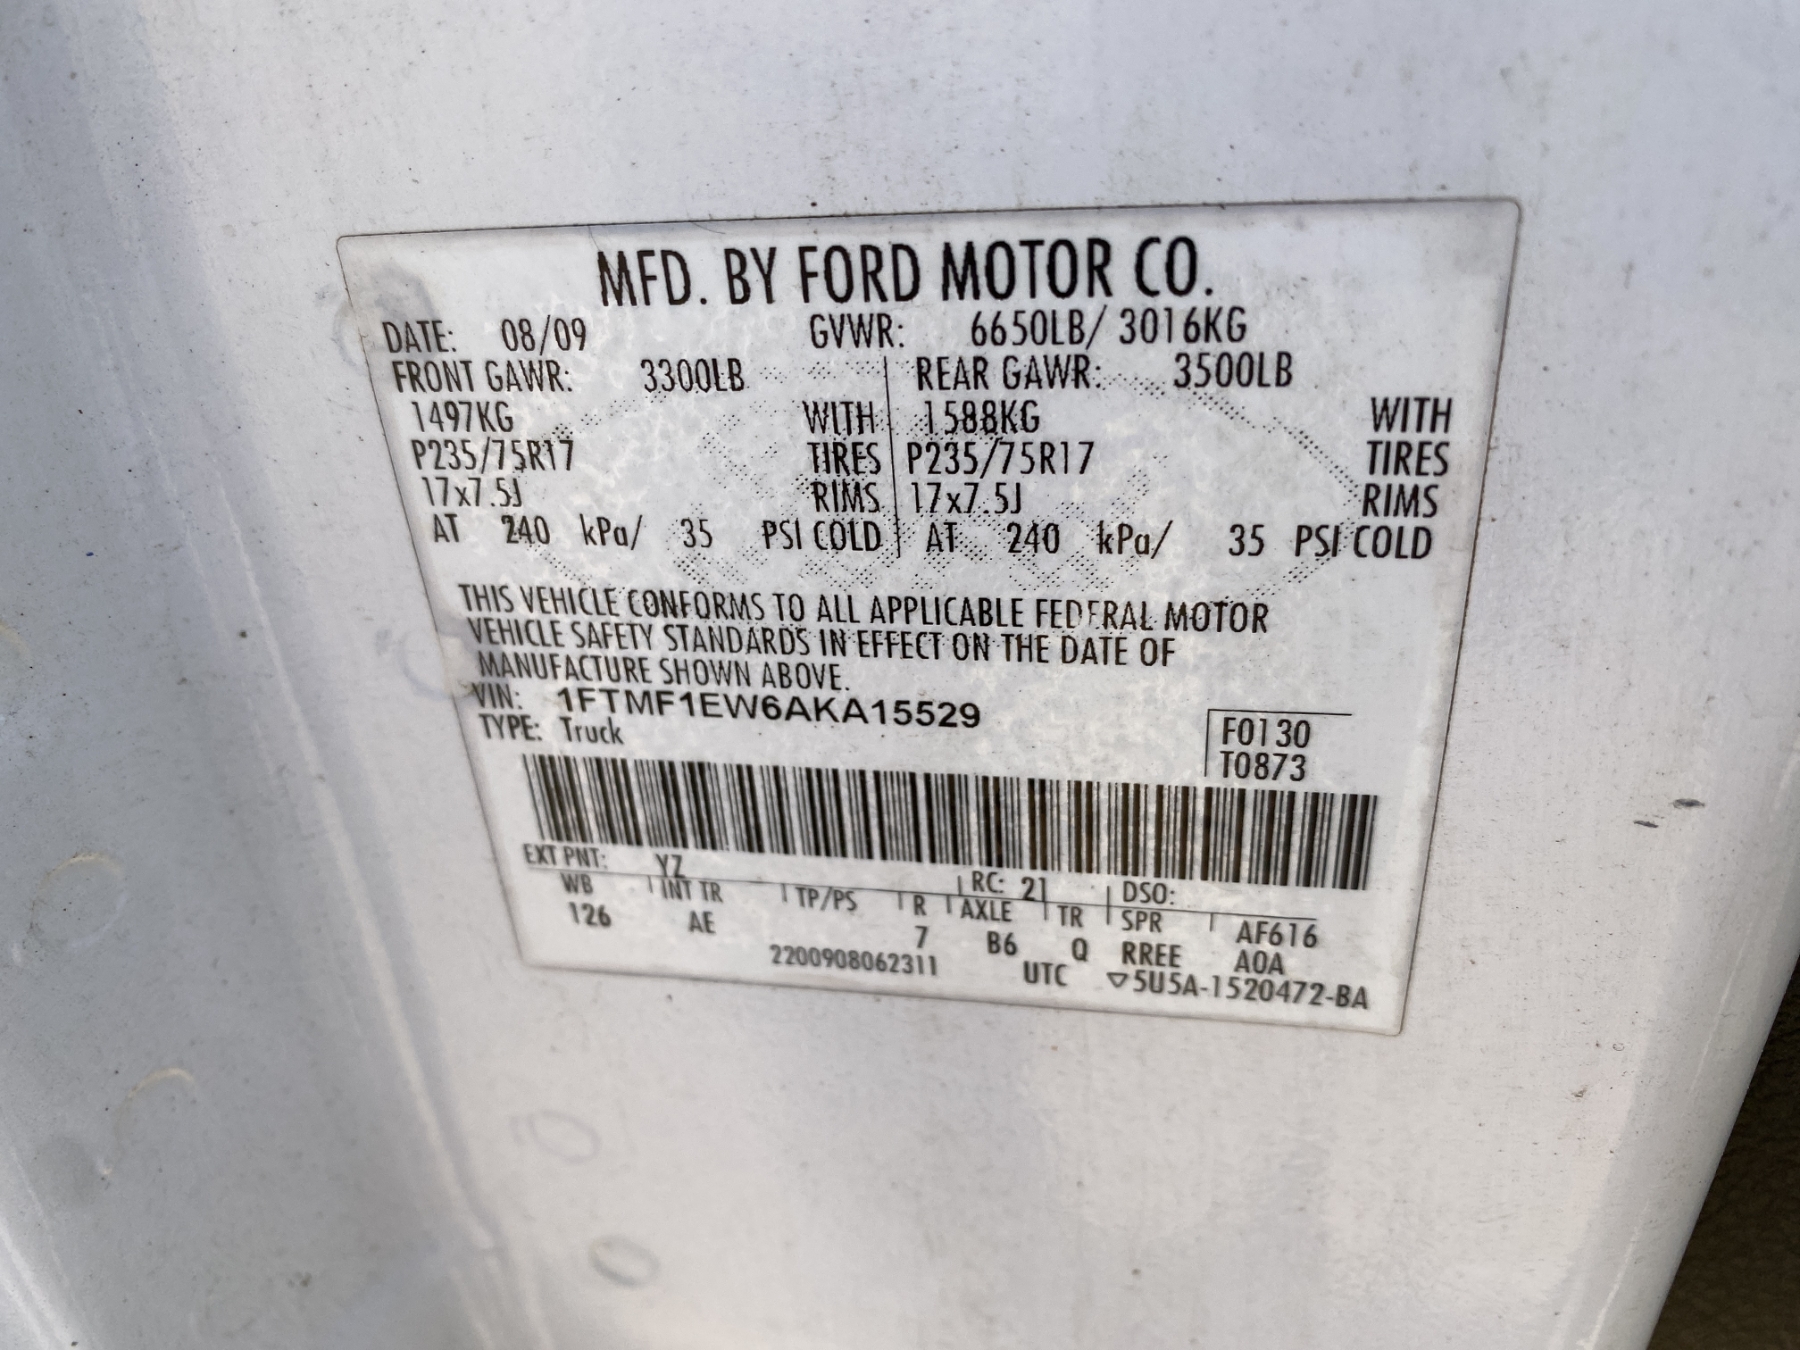 MFD. BY FORD MOTOR CO.
DATE: 08/09 GVWR: 6650LB/ 3016KG
FRONT GAWR: 3300LB REAR GAWR: 3500LB
1497KG WITH 1588KG WITH
P235/75R17 TIRES P235/75R17 TIRES
17x7.5J RIMS 17x7.5J RIMS
AT 240 kPa/ 35 PSI COLD AT 240 kPa/ 35 PSI COLD
THIS VEHICLE CONFORMS TO ALL APPLICABLE FEDERAL MOTOR
VEHICLE SAFETY STANDARDS IN EFFECT ON THE DATE OF
MANUFACTURE SHOWN ABOVE.
VIN: 1FTMF1EW6AKA15529
TYPE: Truck
F0130
T0873
EXT PNT: YZ RC: 21 DSO:
WB INT TR TP/PS R AXLE TR SPR AF616
126 AE 7 B6 Q RREE A0A
2200908062311 UTC ▽5U5A-1520472-BA